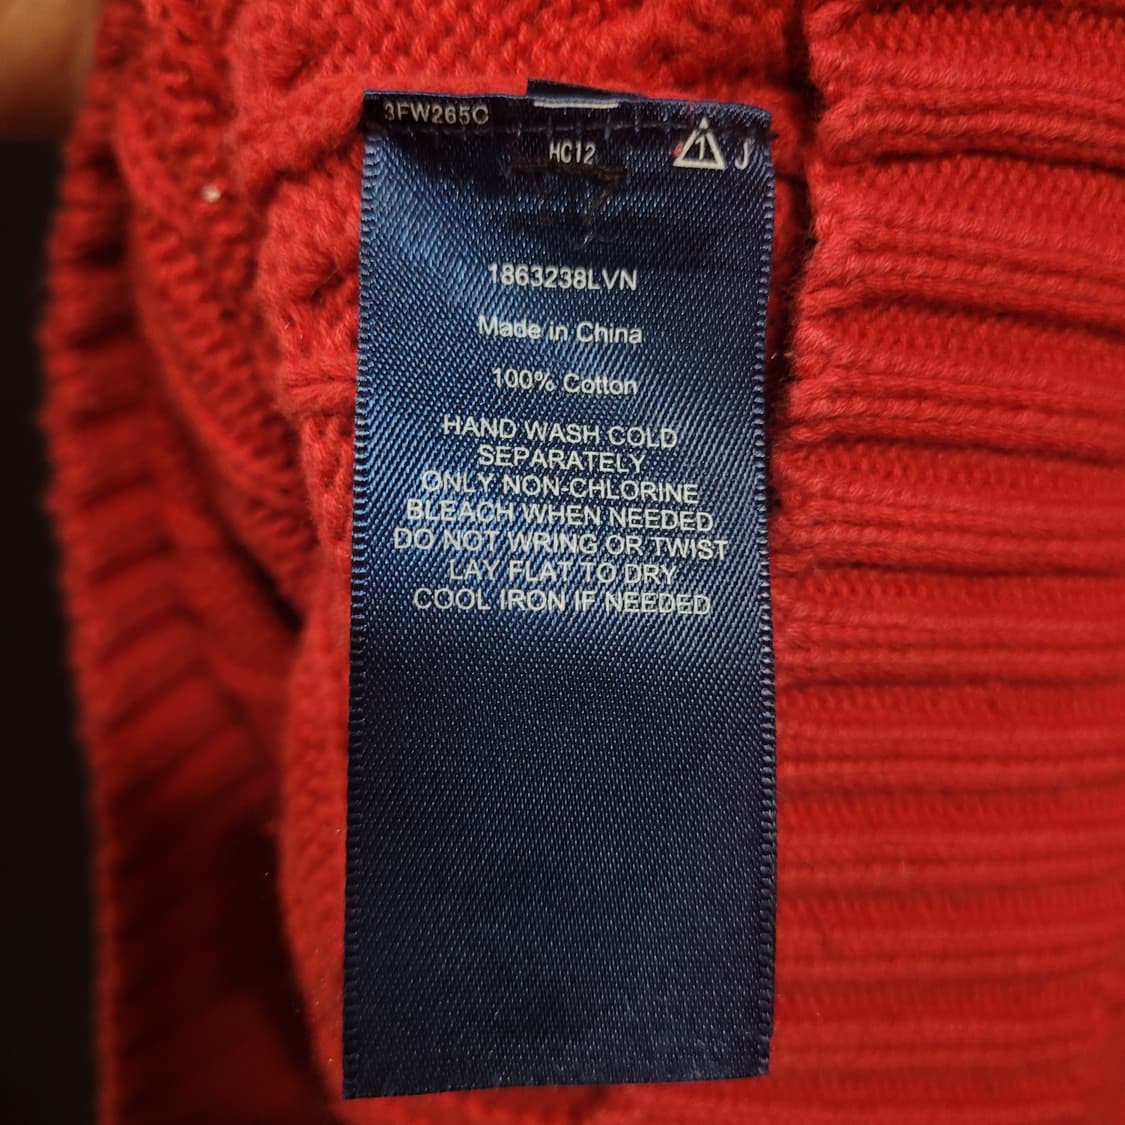 3FW265C
HC12
1 J
1863238LVN
Made in China
100% Cotton
HAND WASH COLD
SEPARATELY
ONLY NON-CHLORINE
BLEACH WHEN NEEDED
DO NOT WRING OR TWIST
LAY FLAT TO DRY
COOL IRON IF NEEDED